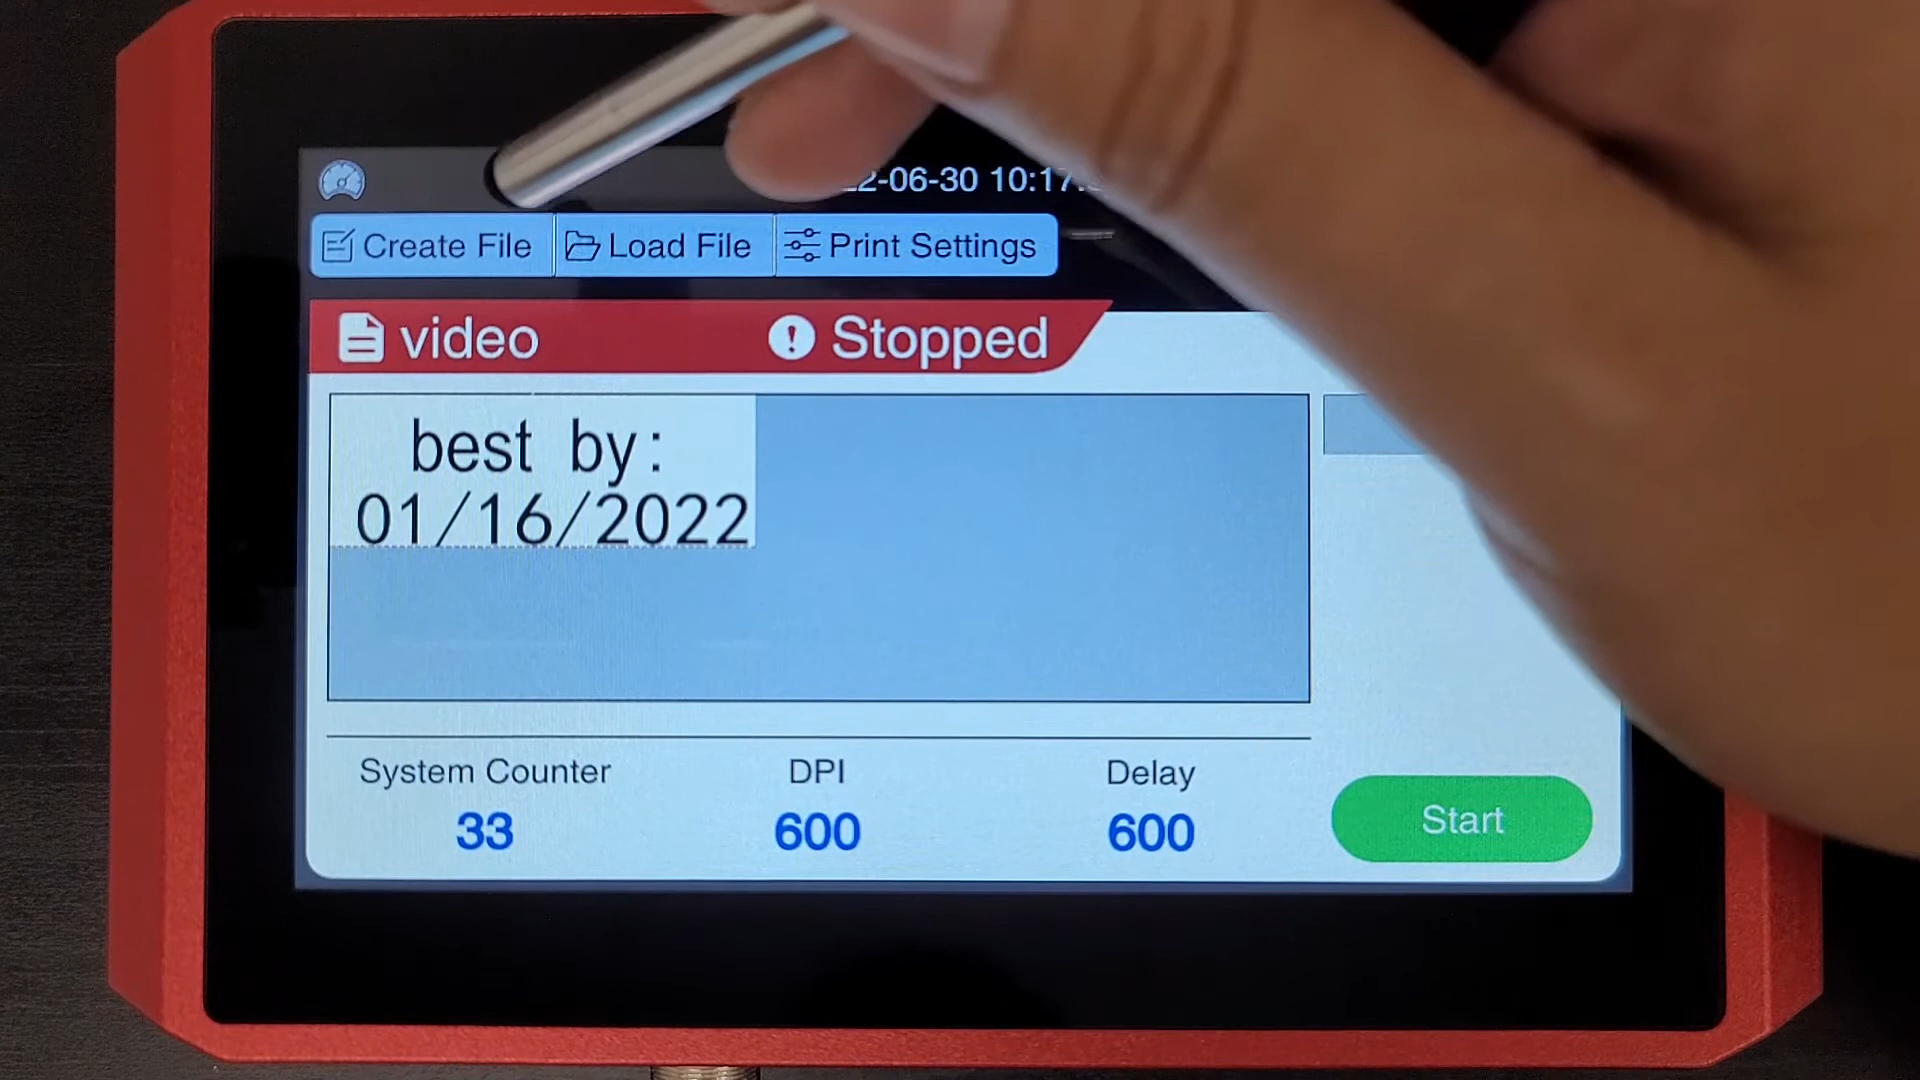 -06-30 10:17
Create File Load File Print Settings
video Stopped
best by:
01/16/2022
System Counter DPI Delay
33 600 600
Start